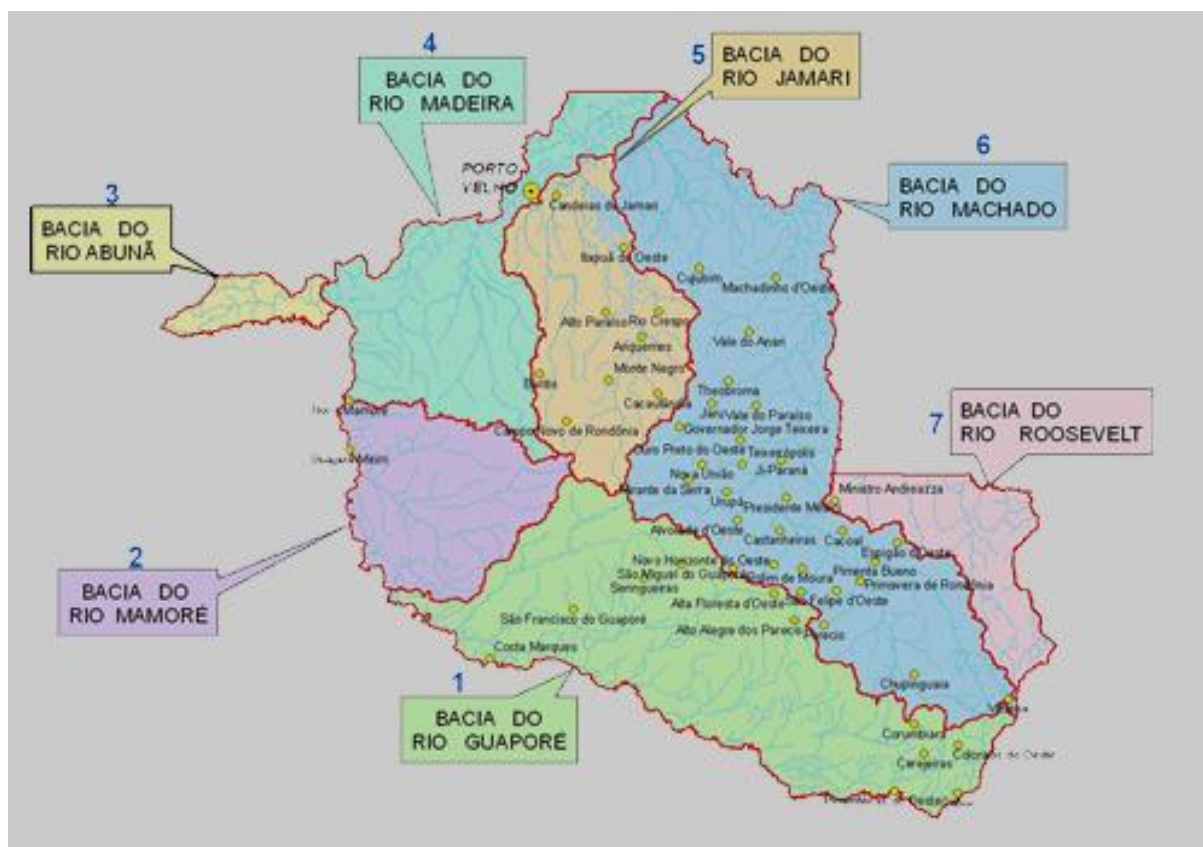 4
BACIA DO
RIO MADEIRA
5
BACIA DO
RIO JAMARI
6
BACIA DO
RIO MACHADO
3
BACIA DO
RIO ABUNÃ
PORTO
VELHO
Candeias do Jamari
Itapuã do Oeste
Cujubim
Machadinho d'Oeste
Alto Paraíso
Rio Crespo
Ariquemes
Vale do Anari
Monte Negro
Buritis
Theobroma
Cacaulândia
Jaru
Vale do Paraíso
Campo Novo de Rondônia
Governador Jorge Teixeira
Ouro Preto do Oeste
Teixeirópolis
Nova União
Ji-Paraná
Mirante da Serra
Urupá
Presidente Médici
Ministro Andreazza
7
BACIA DO
RIO ROOSEVELT
Alvorada d'Oeste
Castanheiras
Cacoal
Espigão d'Oeste
Novo Horizonte do Oeste
São Miguel do Guaporé
Rolim de Moura
Pimenta Bueno
Primavera de Rondônia
Seringueiras
Alta Floresta d'Oeste
Felipe d'Oeste
São Francisco do Guaporé
Alto Alegre dos Parecis
Parecis
Costa Marques
Chupinguaia
2
BACIA DO
RIO MAMORÉ
1
BACIA DO
RIO GUAPORÉ
Corumbiara
Cerejeiras